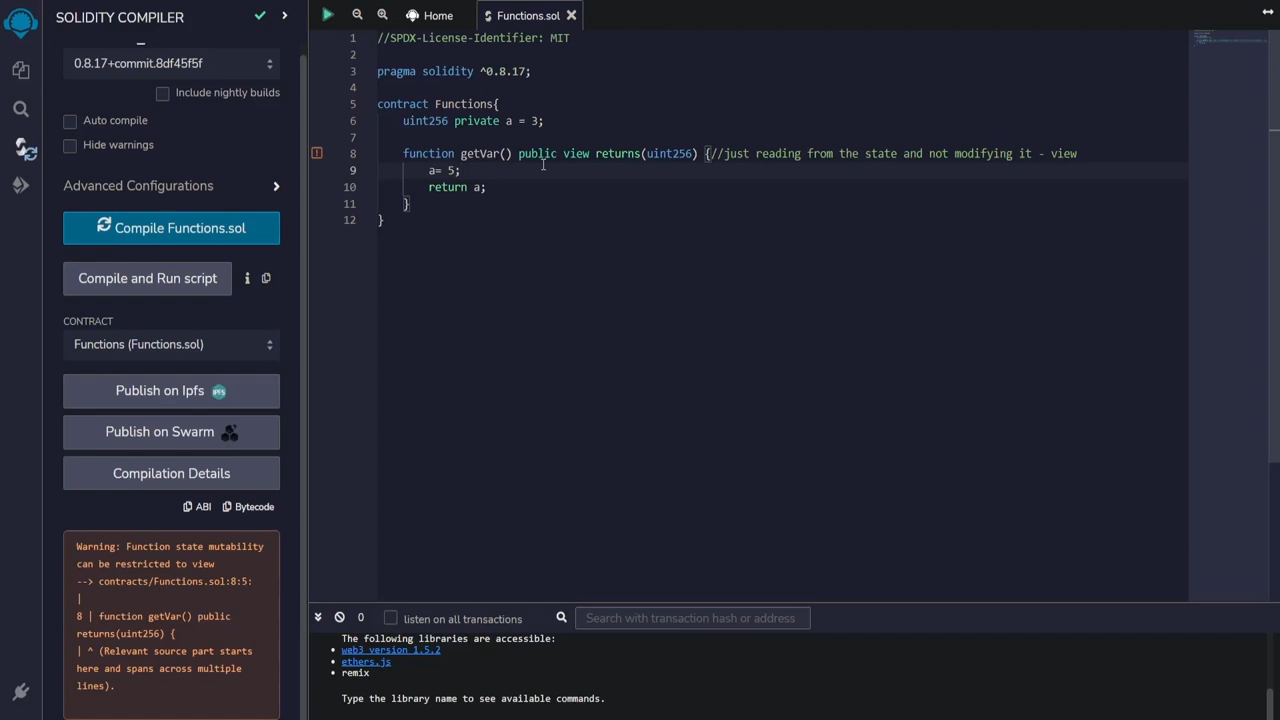 SOLIDITY COMPILER
0.8.17+commit.8df45f5f
Include nightly builds
Auto compile
Hide warnings
Advanced Configurations
Compile Functions.sol
Compile and Run script
CONTRACT
Functions (Functions.sol)
Publish on Ipfs
IPFS
Publish on Swarm
Compilation Details
ABI Bytecode
Warning: Function state mutability
can be restricted to view
--> contracts/Functions.sol:8:5:
|
8 | function getVar() public
returns(uint256) {
| ^ (Relevant source part starts
here and spans across multiple
lines).
Home Functions.sol
1 //SPDX-License-Identifier: MIT
2
3 pragma solidity ^0.8.17;
4
5 contract Functions{
6 uint256 private a = 3;
7
8 function getVar() public view returns(uint256) {//just reading from the state and not modifying it - view
9 a= 5;
10 return a;
11 }
12 }
0 listen on all transactions Search with transaction hash or address
The following libraries are accessible:
• web3 version 1.5.2
• ethers.js
• remix
Type the library name to see available commands.